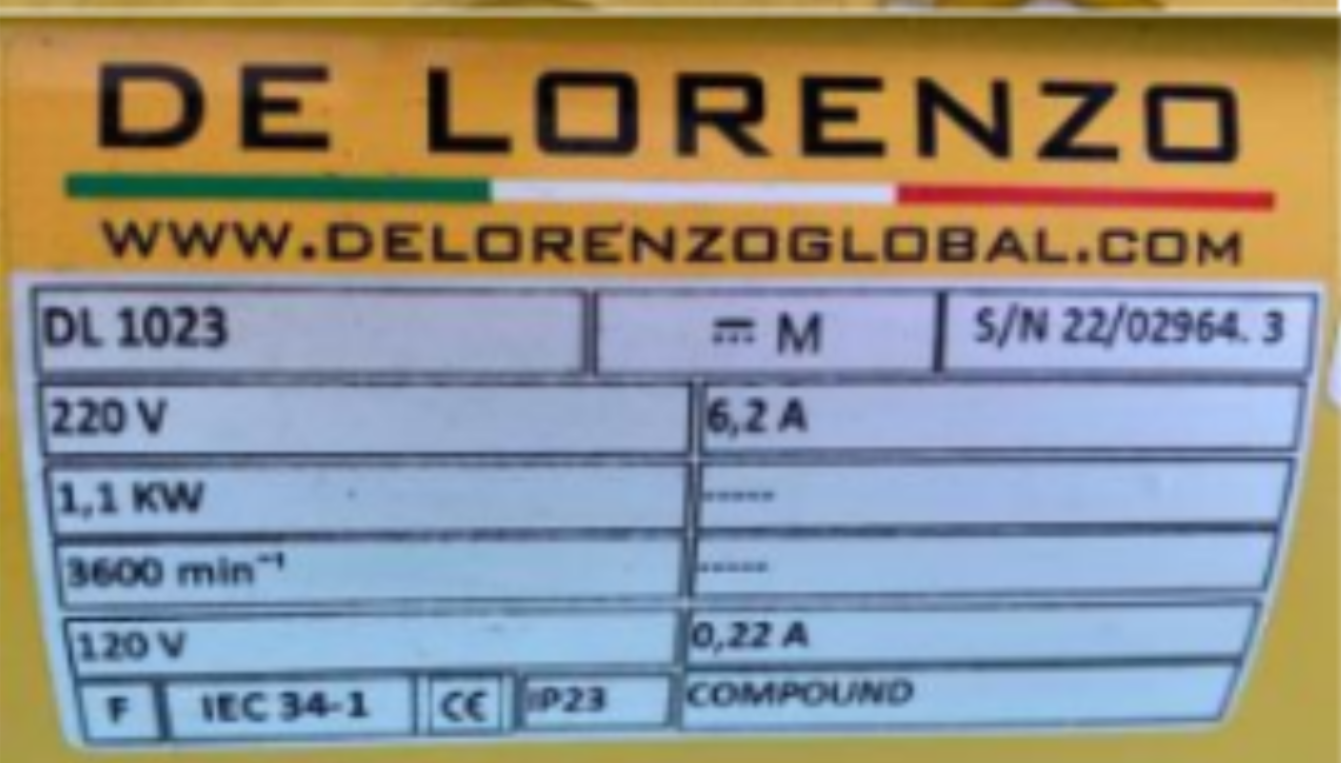 DE LORENZO
WWW.DELORENZOGLOBAL.COM
DL 1023 ⎓ M S/N 22/02964. 3
220 V 6,2 A
1,1 KW -----
3600 min⁻¹ -----
120 V 0,22 A
F IEC 34-1 CE IP23 COMPOUND